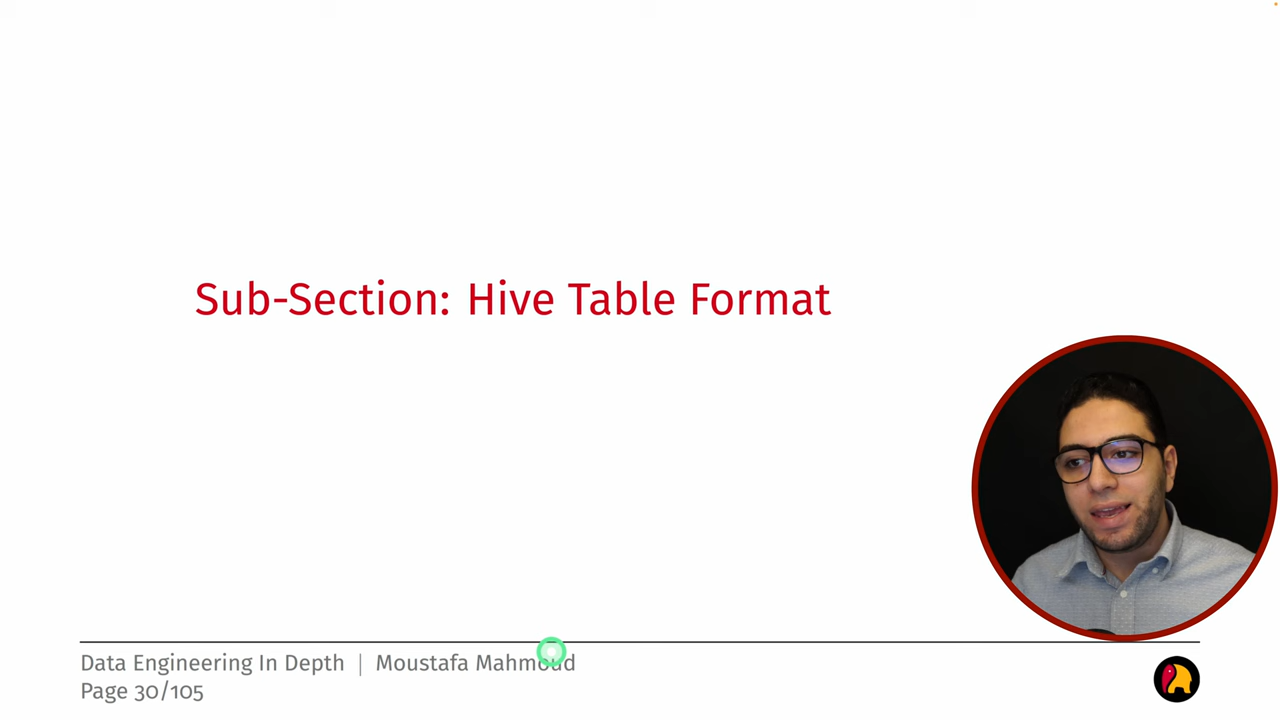 Sub-Section: Hive Table Format
Data Engineering In Depth | Moustafa Mahmoud
Page 30/105